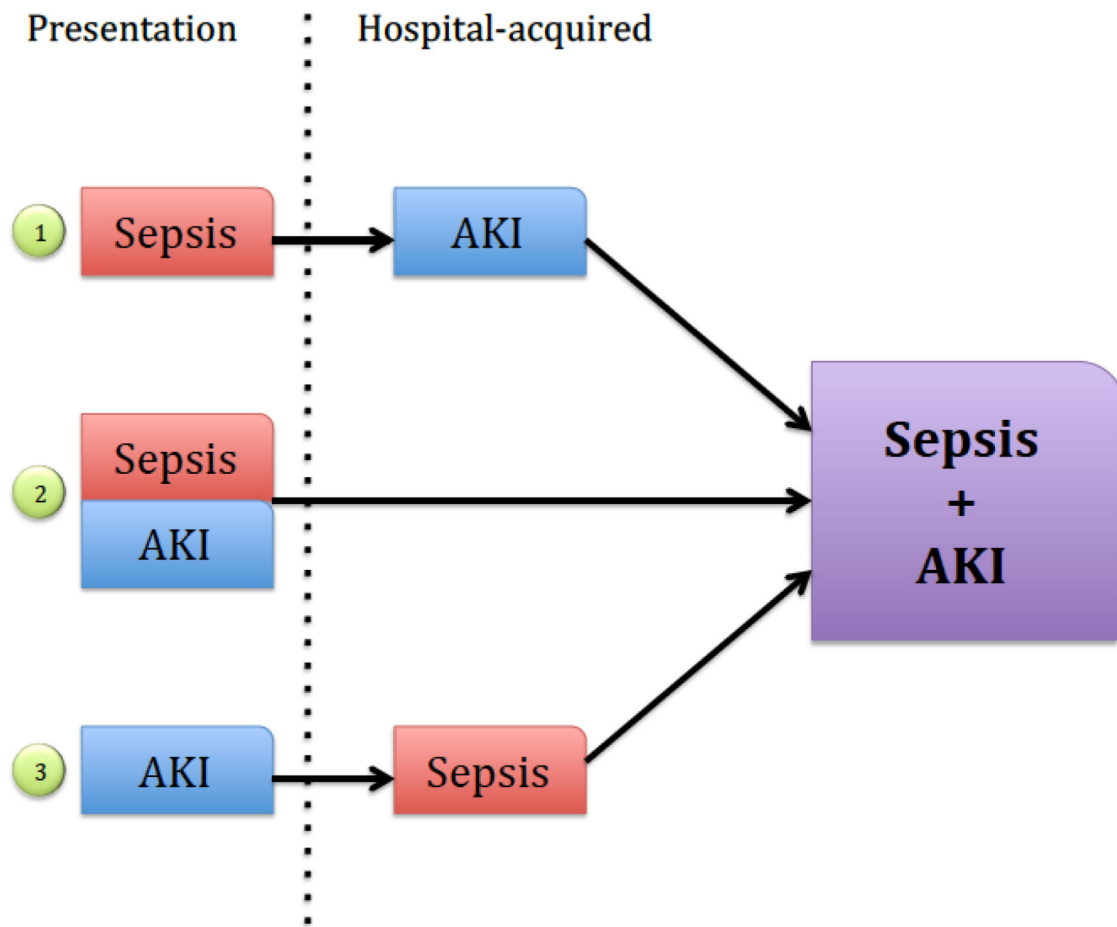 Presentation
Hospital-acquired
1
Sepsis
AKI
2
Sepsis
AKI
Sepsis
+
AKI
3
AKI
Sepsis